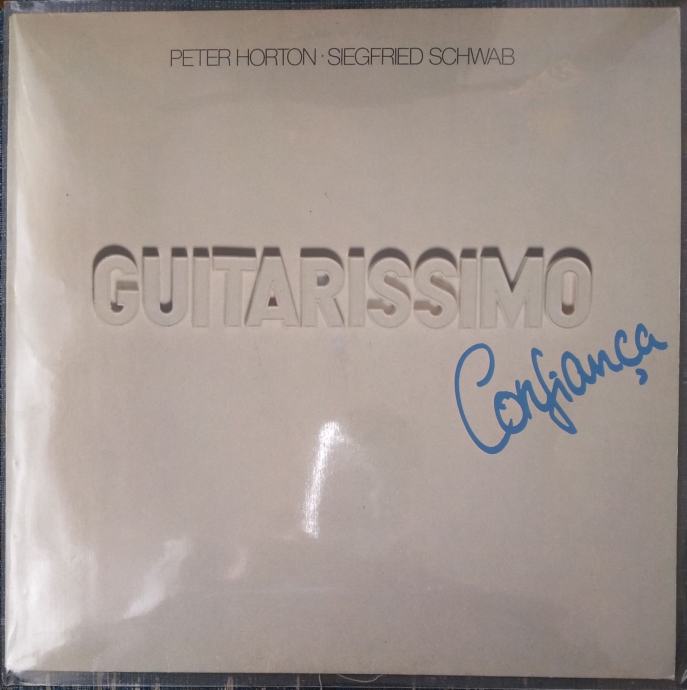 PETER HORTON · SIEGFRIED SCHWAB
GUITARISSIMO
Confiança